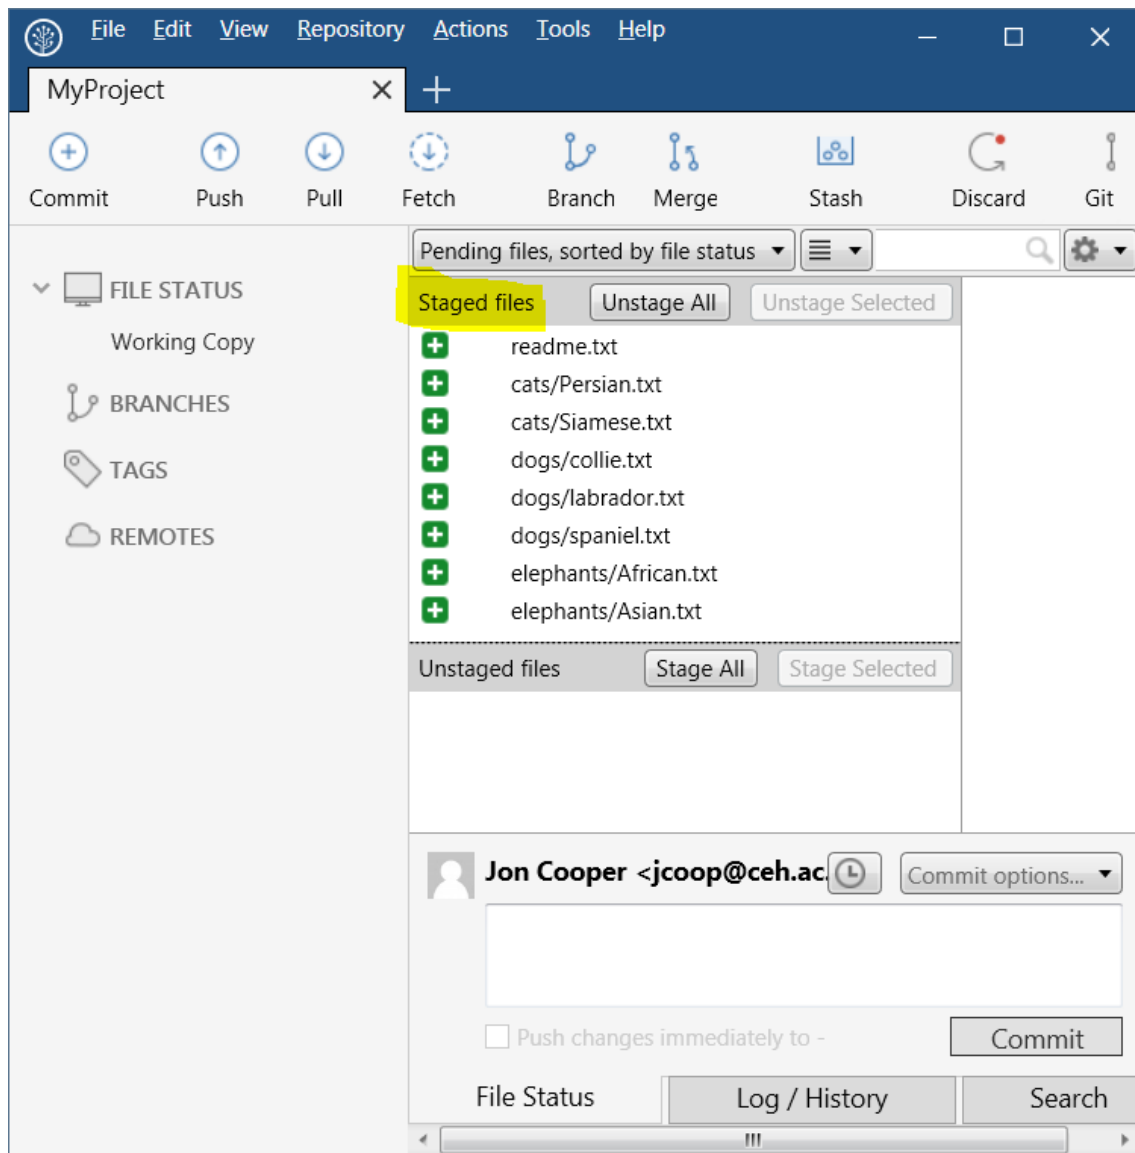 File Edit View Repository Actions Tools Help
MyProject
Commit Push Pull Fetch Branch Merge Stash Discard Git
Pending files, sorted by file status
FILE STATUS
Working Copy
BRANCHES
TAGS
REMOTES
Staged files Unstage All Unstage Selected
readme.txt
cats/Persian.txt
cats/Siamese.txt
dogs/collie.txt
dogs/labrador.txt
dogs/spaniel.txt
elephants/African.txt
elephants/Asian.txt
Unstaged files Stage All Stage Selected
Jon Cooper <jcoop@ceh.ac. Commit options...
Push changes immediately to -
Commit
File Status Log / History Search